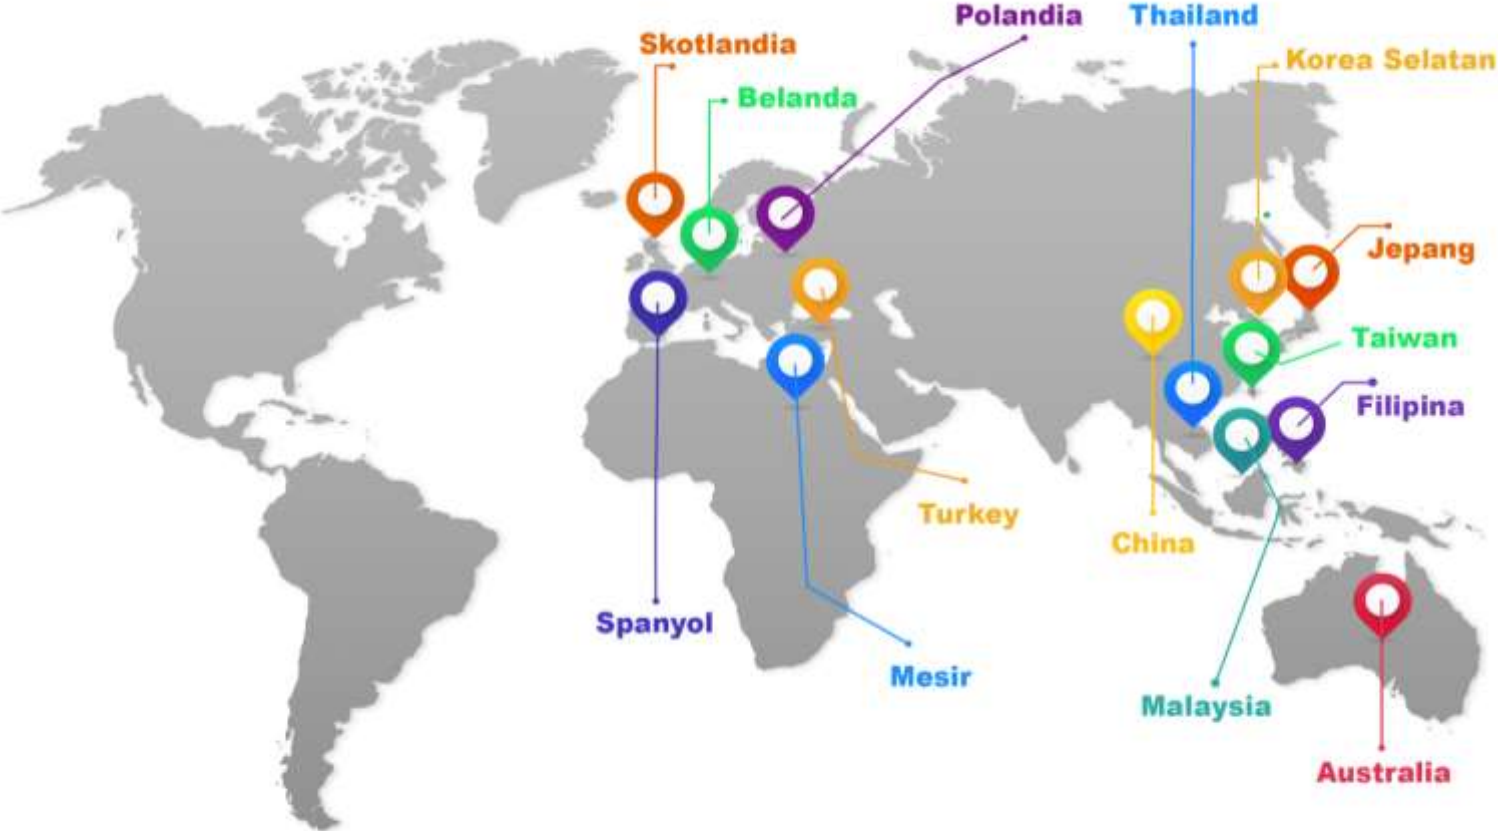 Polandia
Thailand
Skotlandia
Korea Selatan
Belanda
Jepang
Taiwan
Filipina
Turkey
China
Spanyol
Mesir
Malaysia
Australia